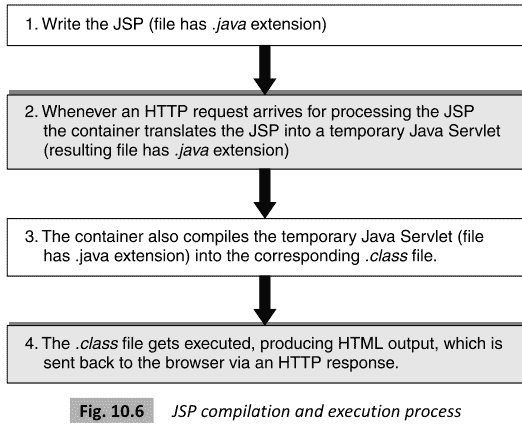 1. Write the JSP (file has .java extension)
2. Whenever an HTTP request arrives for processing the JSP
the container translates the JSP into a temporary Java Servlet
(resulting file has .java extension)
3. The container also compiles the temporary Java Servlet (file
has .java extension) into the corresponding .class file.
4. The .class file gets executed, producing HTML output, which is
sent back to the browser via an HTTP response.
Fig. 10.6 JSP compilation and execution process